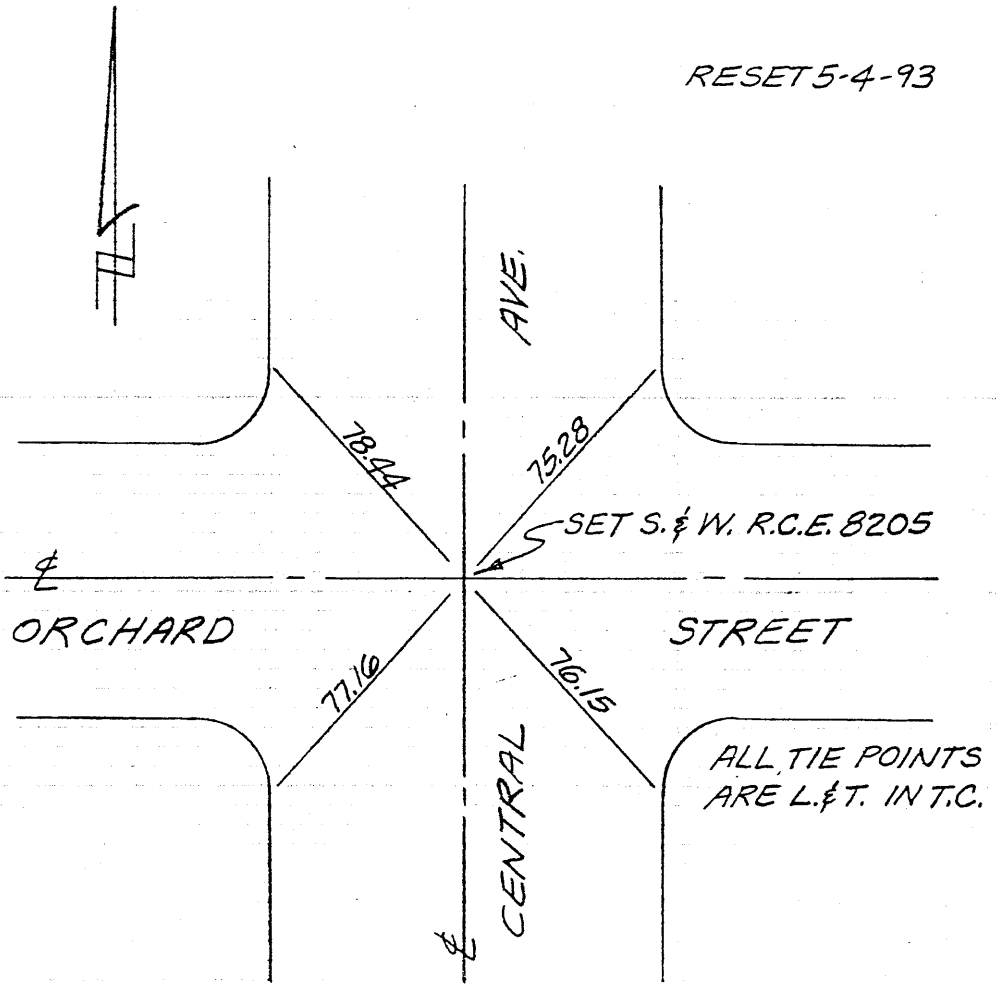 RESET 5-4-93
N
AVE.
78.44
75.28
SET S. & W. R.C.E. 8205
℄
ORCHARD
STREET
77.16
76.15
CENTRAL
ALL TIE POINTS
ARE L. & T. IN T.C.
℄